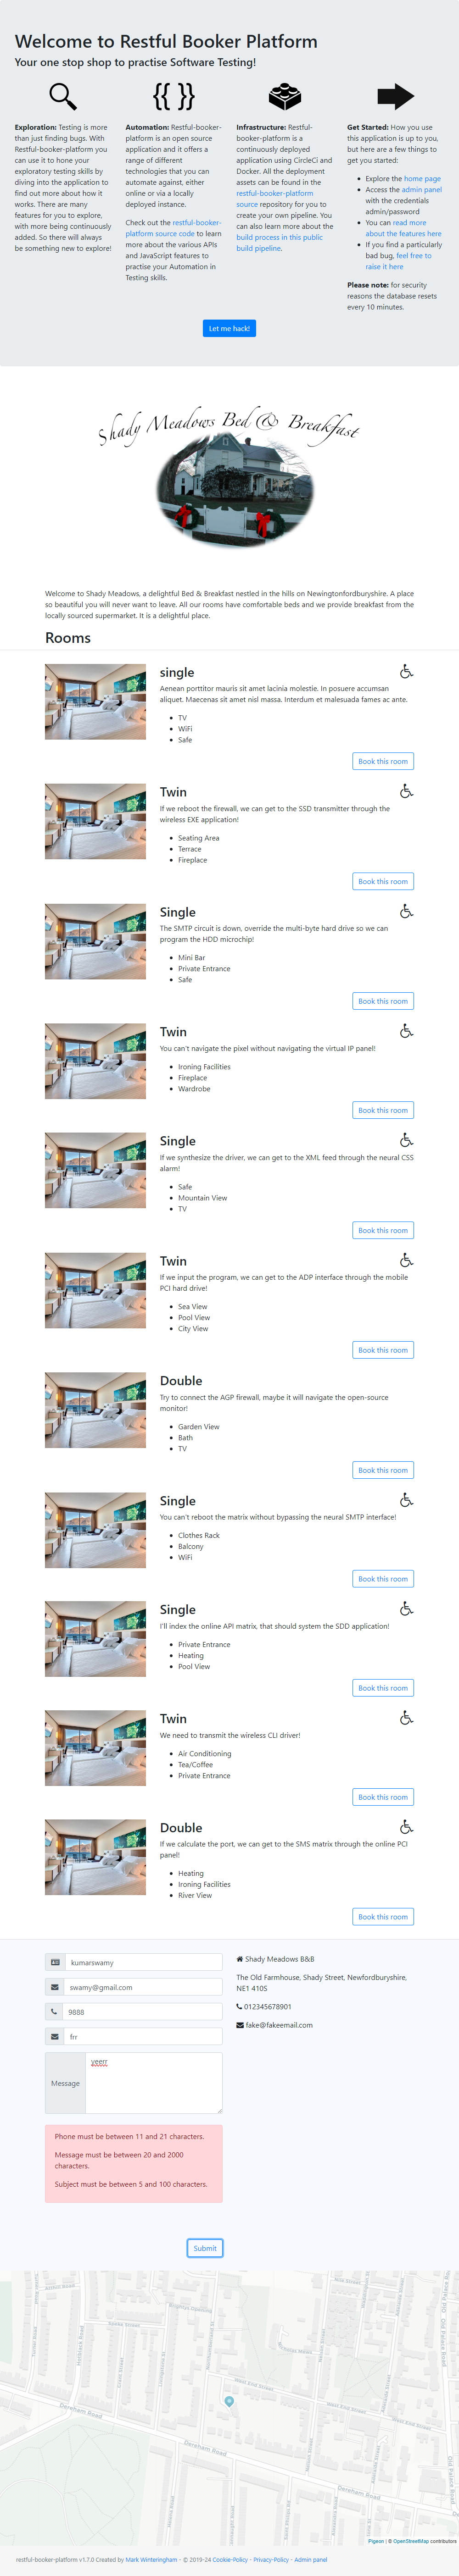 Welcome to Restful Booker Platform
Your one stop shop to practise Software Testing!
Exploration: Testing is more
than just finding bugs. With
Restful-booker-platform you
can use it to hone your
exploratory testing skills by
diving into the application to
find out more about how it
works. There are many
features for you to explore,
with more being continuously
added. So there will always
be something new to explore!
Automation: Restful-booker-
platform is an open source
application and it offers a
range of different
technologies that you can
automate against, either
online or via a locally
deployed instance.
Check out the restful-booker-
platform source code to learn
more about the various APIs
and JavaScript features to
practise your Automation in
Testing skills.
Infrastructure: Restful-
booker-platform is a
continuously deployed
application using CircleCi and
Docker. All the deployment
assets can be found in the
restful-booker-platform
source repository for you to
create your own pipeline. You
can also learn more about the
build process in this public
build pipeline.
Get Started: How you use
this application is up to you,
but here are a few things to
get you started:
• Explore the home page
• Access the admin panel
with the credentials
admin/password
• You can read more
about the features here
• If you find a particularly
bad bug, feel free to
raise it here
Please note: for security
reasons the database resets
every 10 minutes.
Let me hack!
Shady Meadows Bed & Breakfast
Welcome to Shady Meadows, a delightful Bed & Breakfast nestled in the hills on Newingtonfordburyshire. A place
so beautiful you will never want to leave. All our rooms have comfortable beds and we provide breakfast from the
locally sourced supermarket. It is a delightful place.
Rooms
single
Aenean porttitor mauris sit amet lacinia molestie. In posuere accumsan
aliquet. Maecenas sit amet nisl massa. Interdum et malesuada fames ac ante.
• TV
• WiFi
• Safe
Book this room
Twin
If we reboot the firewall, we can get to the SSD transmitter through the
wireless EXE application!
• Seating Area
• Terrace
• Fireplace
Book this room
Single
The SMTP circuit is down, override the multi-byte hard drive so we can
program the HDD microchip!
• Mini Bar
• Private Entrance
• Safe
Book this room
Twin
You can't navigate the pixel without navigating the virtual IP panel!
• Ironing Facilities
• Fireplace
• Wardrobe
Book this room
Single
If we synthesize the driver, we can get to the XML feed through the neural CSS
alarm!
• Safe
• Mountain View
• TV
Book this room
Twin
If we input the program, we can get to the ADP interface through the mobile
PCI hard drive!
• Sea View
• Pool View
• City View
Book this room
Double
Try to connect the AGP firewall, maybe it will navigate the open-source
monitor!
• Garden View
• Bath
• TV
Book this room
Single
You can't reboot the matrix without bypassing the neural SMTP interface!
• Clothes Rack
• Balcony
• WiFi
Book this room
Single
I'll index the online API matrix, that should system the SDD application!
• Private Entrance
• Heating
• Pool View
Book this room
Twin
We need to transmit the wireless CLI driver!
• Air Conditioning
• Tea/Coffee
• Private Entrance
Book this room
Double
If we calculate the port, we can get to the SMS matrix through the online PCI
panel!
• Heating
• Ironing Facilities
• River View
Book this room
kumarswamy
swamy@gmail.com
9888
frr
Message
yeerr
Phone must be between 11 and 21 characters.
Message must be between 20 and 2000
characters.
Subject must be between 5 and 100 characters.
Submit
Shady Meadows B&B
The Old Farmhouse, Shady Street, Newfordburyshire,
NE1 410S
012345678901
fake@fakeemail.com
Dereham Road
West End Street
West End Street
West End Street
Dereham Road
Dereham Road
Old Palace Road
Pigeon | © OpenStreetMap contributors
restful-booker-platform v1.7.0 Created by Mark Winteringham - © 2019-24 Cookie-Policy - Privacy-Policy - Admin panel